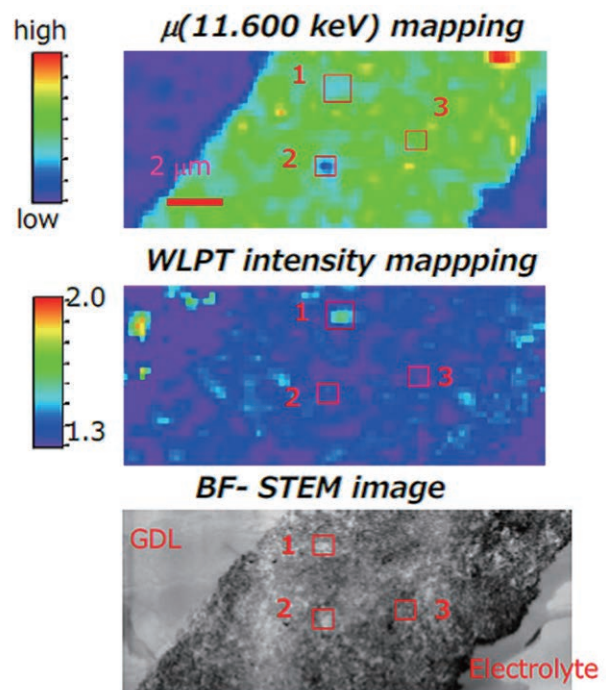 high
low
μ(11.600 keV) mapping
1
3
2
2 μm
WLPT intensity mappping
2.0
1.3
1
3
2
BF- STEM image
GDL
1
2
3
Electrolyte